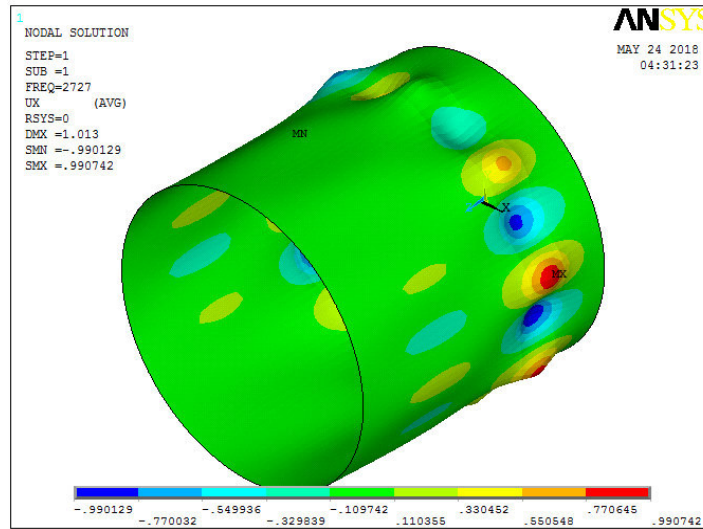 1
NODAL SOLUTION
STEP=1
SUB =1
FREQ=2727
UX (AVG)
RSYS=0
DMX =1.013
SMN =-.990129
SMX =.990742
ANSYS
MAY 24 2018
04:31:23
MN
X
MX
-.990129 -.549936 -.109742 .330452 .770645
-.770032 -.329839 .110355 .550548 .990742